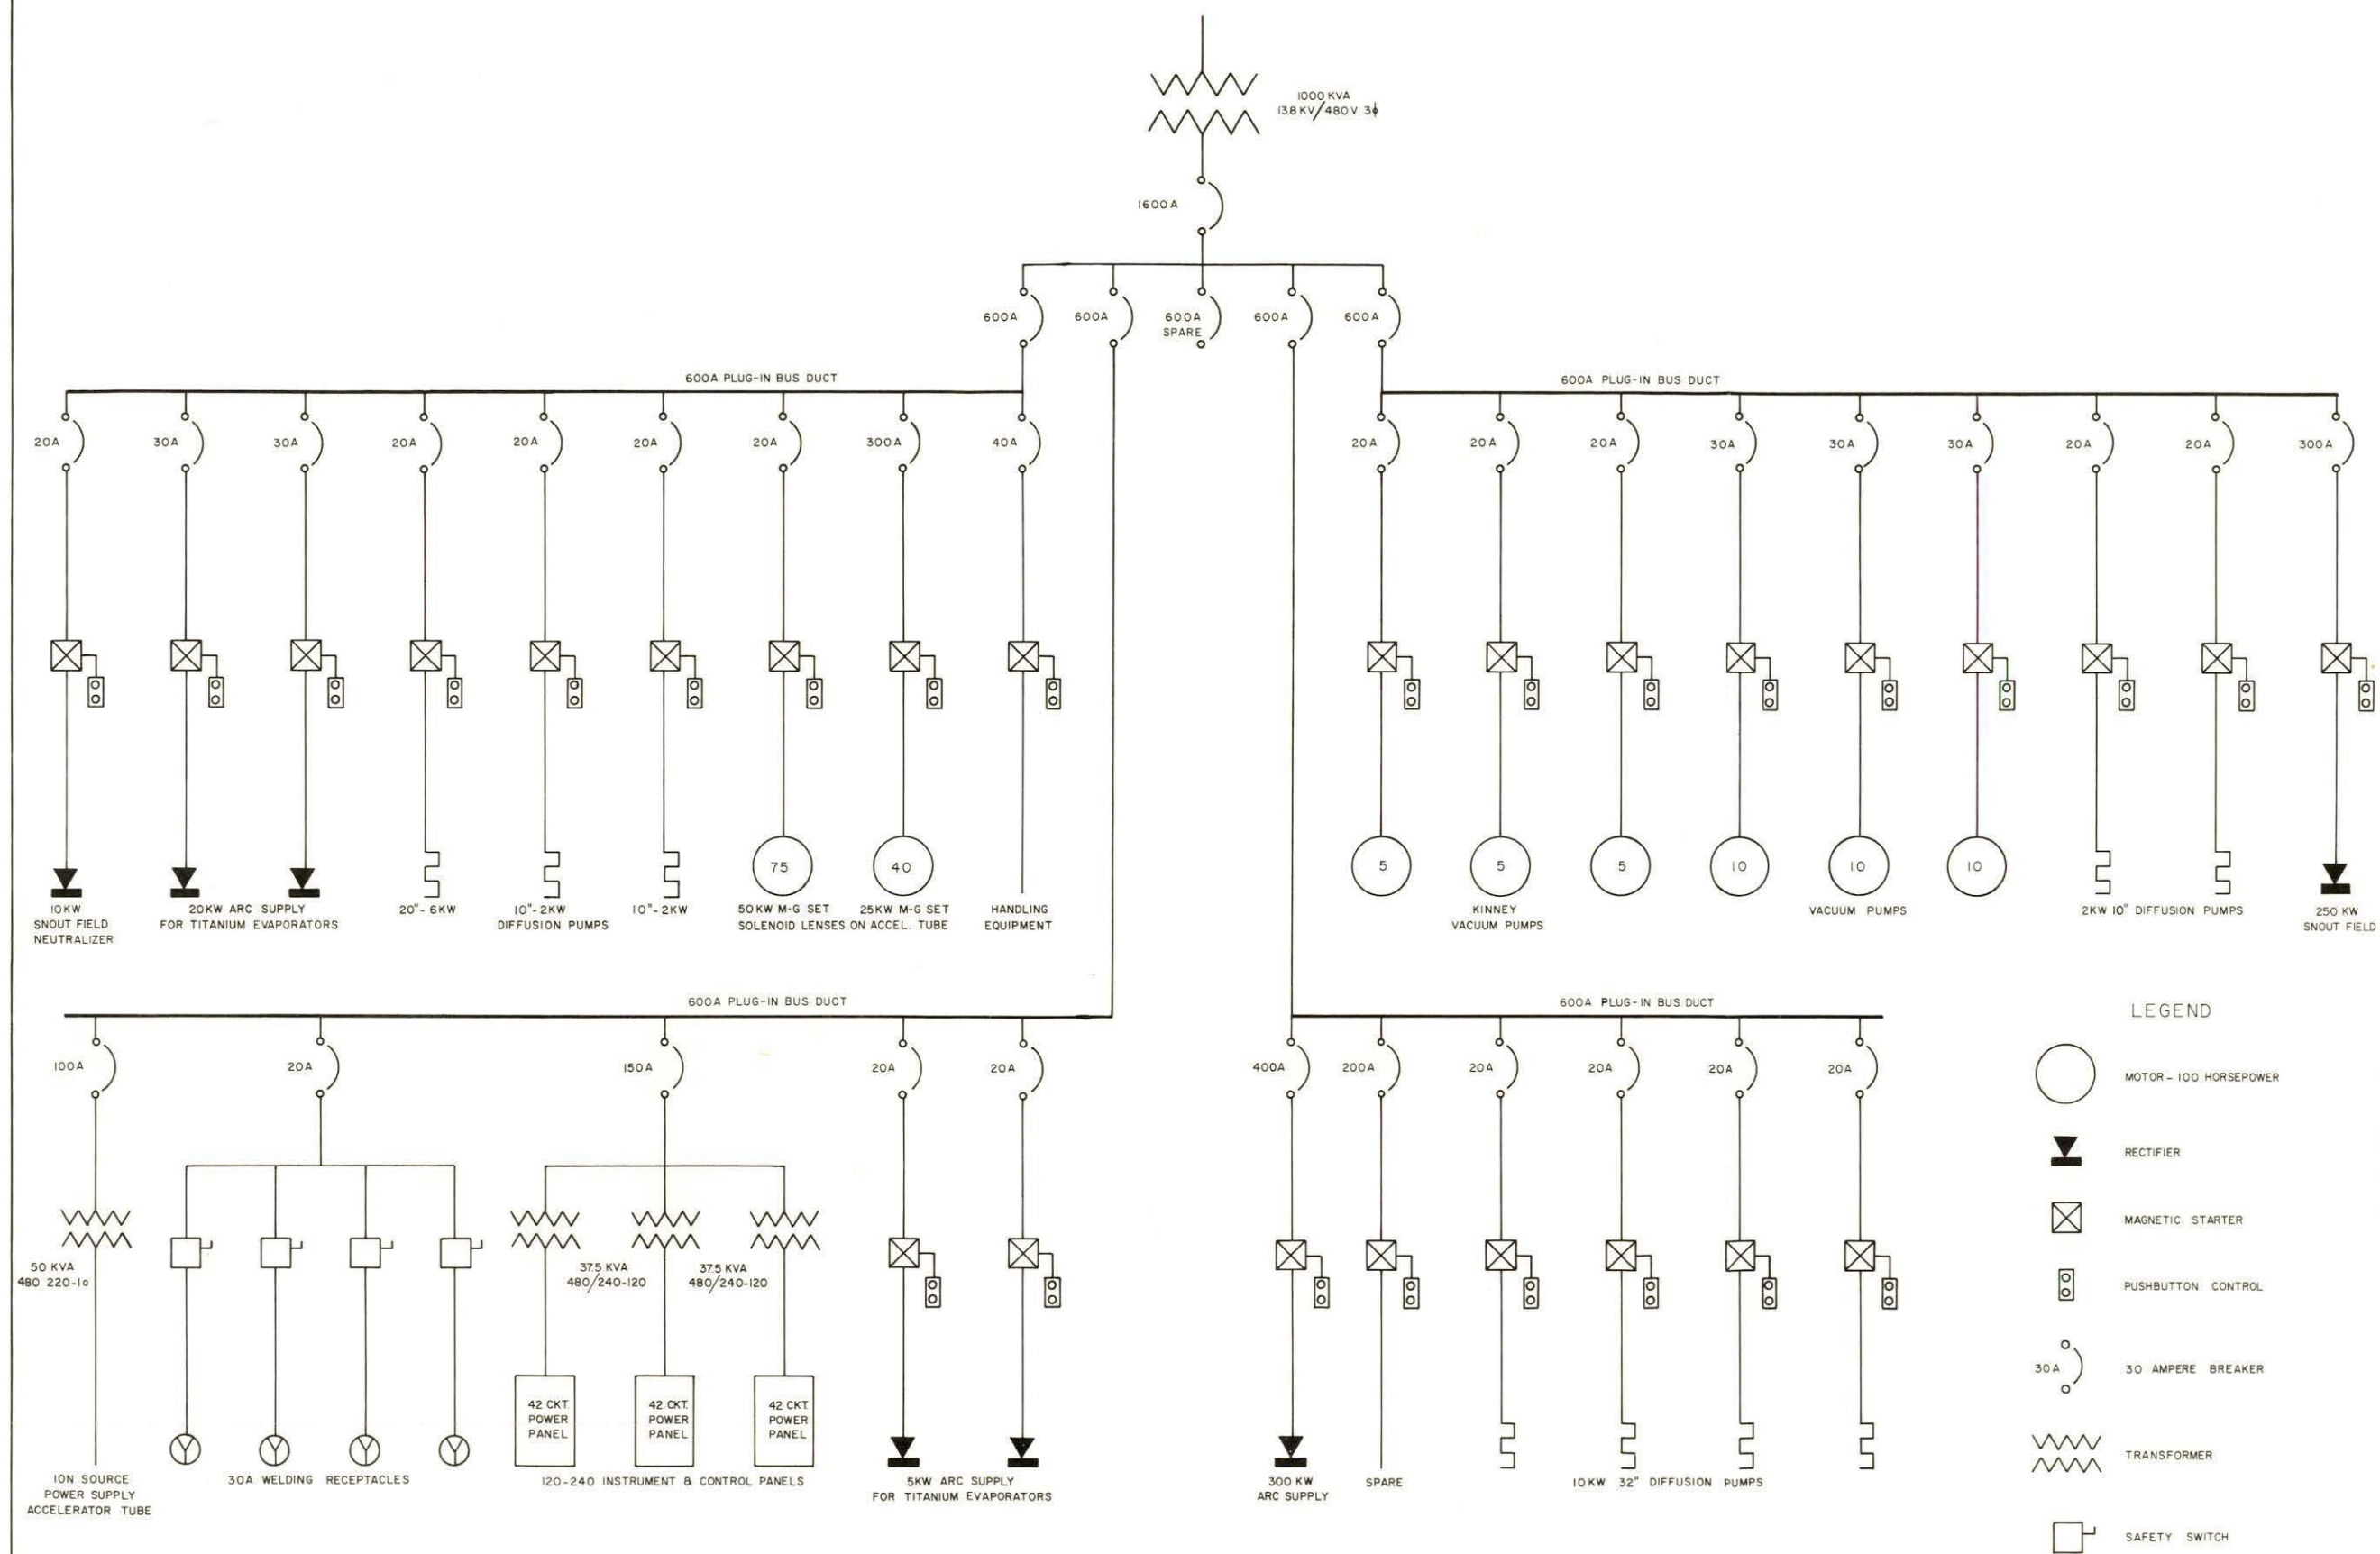 1000 KVA
13.8 KV/480 V 3ϕ
1600 A
600A
600A
600A
SPARE
600A
600A
600A PLUG-IN BUS DUCT
600A PLUG-IN BUS DUCT
20A
30A
30A
20A
20A
20A
20A
300A
40A
20A
20A
20A
30A
30A
30A
20A
20A
300A
75
40
5
5
5
10
10
10
10KW
SNOUT FIELD
NEUTRALIZER
20KW ARC SUPPLY
FOR TITANIUM EVAPORATORS
20"- 6KW
10"-2KW
DIFFUSION PUMPS
10"-2KW
50KW M-G SET
25KW M-G SET
SOLENOID LENSES ON ACCEL. TUBE
HANDLING
EQUIPMENT
KINNEY
VACUUM PUMPS
VACUUM PUMPS
2KW 10" DIFFUSION PUMPS
250 KW
SNOUT FIELD
600A PLUG-IN BUS DUCT
600A PLUG-IN BUS DUCT
100A
20A
150A
20A
20A
400A
200A
20A
20A
20A
20A
50 KVA
480 220-1o
37.5 KVA
480/240-120
37.5 KVA
480/240-120
42 CKT.
POWER
PANEL
42 CKT.
POWER
PANEL
42 CKT.
POWER
PANEL
ION SOURCE
POWER SUPPLY
ACCELERATOR TUBE
30A WELDING RECEPTACLES
120-240 INSTRUMENT & CONTROL PANELS
5KW ARC SUPPLY
FOR TITANIUM EVAPORATORS
300 KW
ARC SUPPLY
SPARE
10KW 32" DIFFUSION PUMPS
LEGEND
MOTOR - 100 HORSEPOWER
RECTIFIER
MAGNETIC STARTER
PUSHBUTTON CONTROL
30A
30 AMPERE BREAKER
TRANSFORMER
SAFETY SWITCH